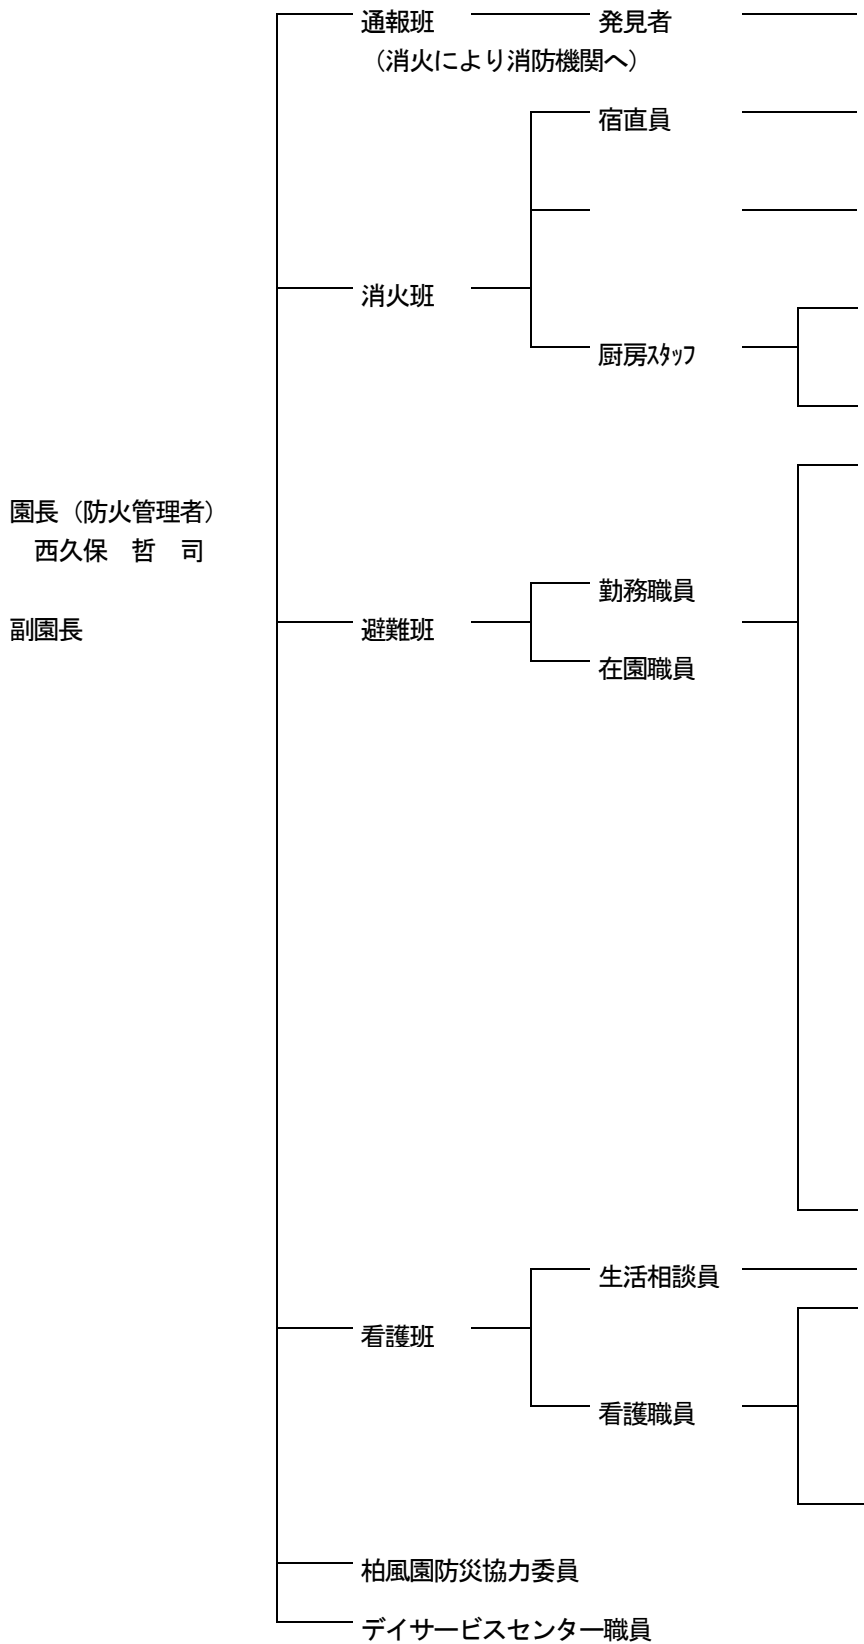 通報班 発見者
（消火により消防機関へ）
宿直員
消火班
厨房ｽﾀｯﾌ
園長（防火管理者）
西久保　哲　司
勤務職員
副園長 避難班
在園職員
生活相談員
看護班
看護職員
柏風園防災協力委員
デイサービスセンター職員